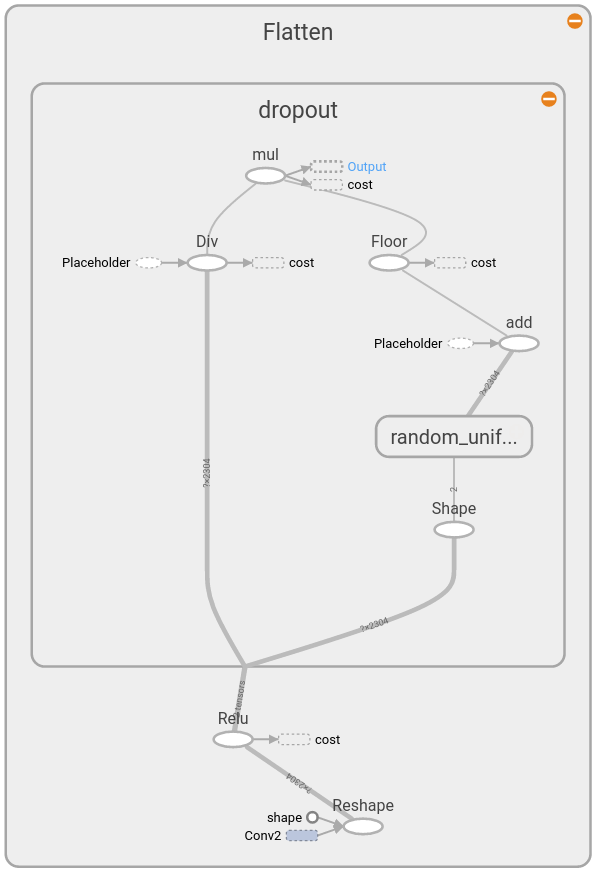 Flatten
dropout
mul
Output
cost
Div
Floor
Placeholder
cost
cost
add
Placeholder
?×2304
random_unif...
?×2304
2
Shape
?×2304
tensors
Relu
cost
?×2304
Reshape
shape
Conv2